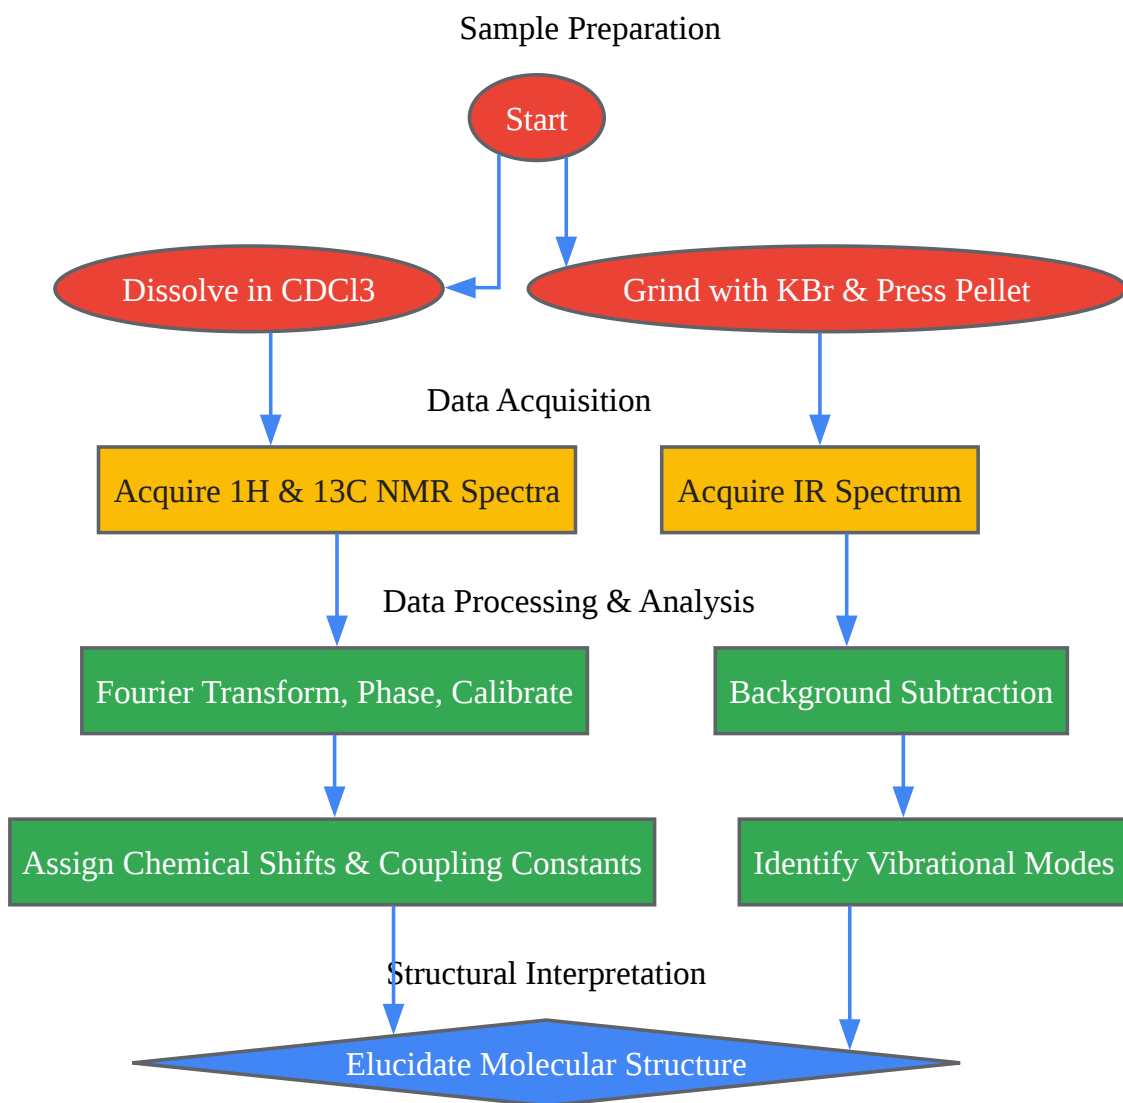 Sample Preparation
Start
Dissolve in CDCl3
Grind with KBr & Press Pellet
Data Acquisition
Acquire 1H & 13C NMR Spectra
Acquire IR Spectrum
Data Processing & Analysis
Fourier Transform, Phase, Calibrate
Background Subtraction
Assign Chemical Shifts & Coupling Constants
Identify Vibrational Modes
Structural Interpretation
Elucidate Molecular Structure